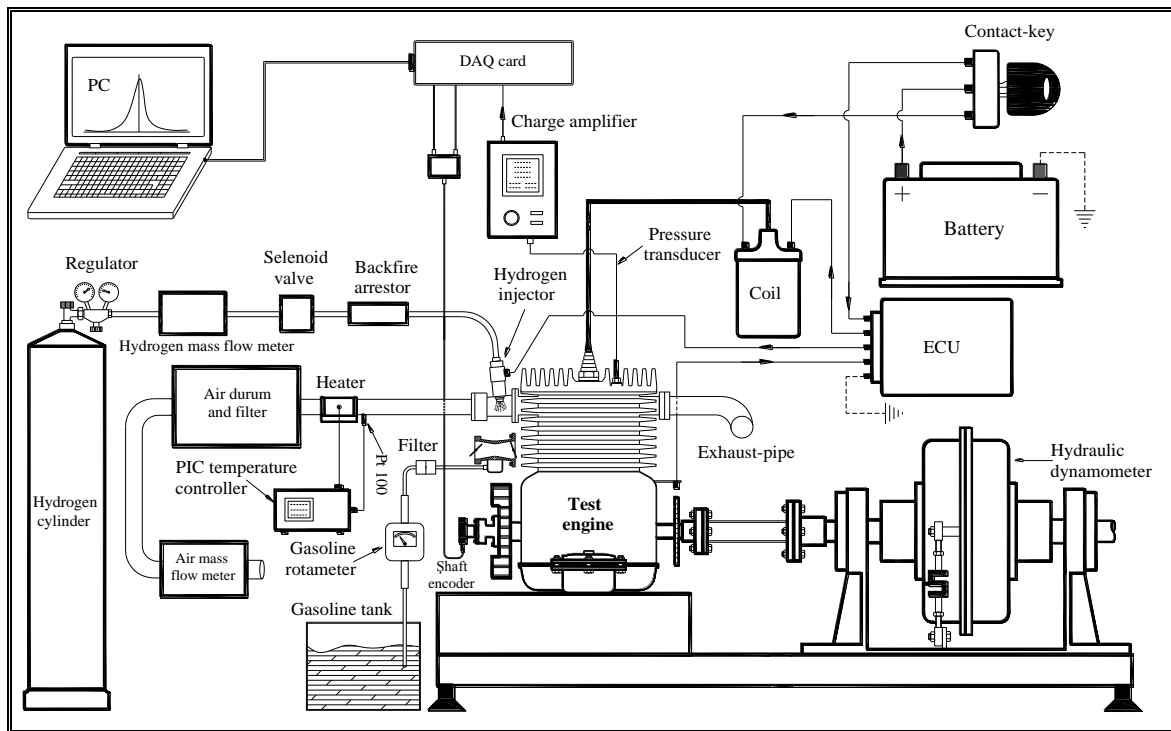 Contact-key
DAQ card
PC
Charge amplifier
+
−
Battery
Pressure
transducer
Selenoid
valve
Backfire
arrestor
Hydrogen
injector
Regulator
Coil
Hydrogen mass flow meter
ECU
Air durum
and filter
Heater
Filter
Pt 100
Exhaust-pipe
Hydraulic
dynamometer
PIC temperature
controller
Hydrogen
cylinder
Test
engine
Gasoline
rotameter
Air mass
flow meter
Şhaft
encoder
Gasoline tank